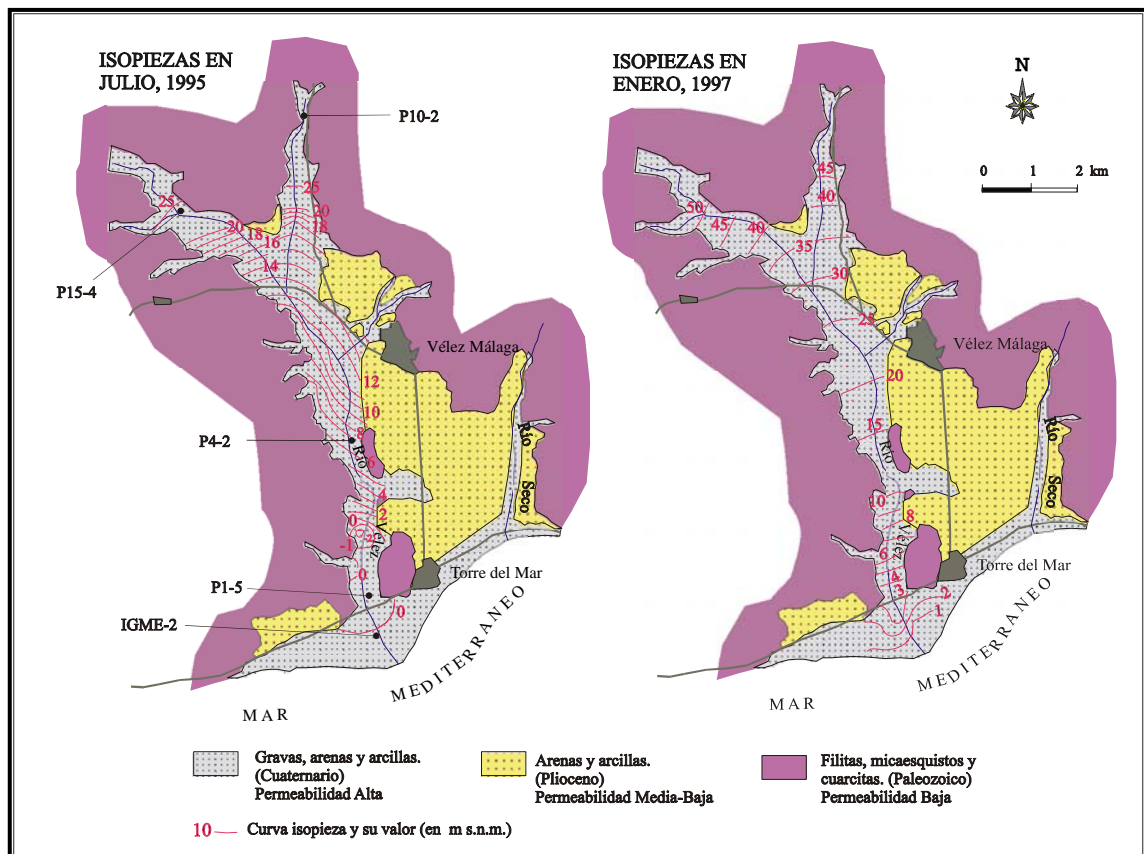 ISOPIEZAS EN
JULIO, 1995
P10-2
25
20
18
25
20
18
16
14
P15-4
Vélez Málaga
12
10
8
P4-2
6
Río
4
2
0
-2
Vélez
-1
0
P1-5
0
IGME-2
Torre del Mar
Río
Seco
MAR
MEDITERRANEO
ISOPIEZAS EN
ENERO, 1997
N
0 1 2 km
45
40
50
45
40
35
30
25
Vélez Málaga
20
15
Río
10
8
Vélez
6
4
3
2
1
Torre del Mar
Río
Seco
MAR
MEDITERRANEO
Gravas, arenas y arcillas.
(Cuaternario)
Permeabilidad Alta
Arenas y arcillas.
(Plioceno)
Permeabilidad Media-Baja
Filitas, micaesquistos y
cuarcitas. (Paleozoico)
Permeabilidad Baja
10 Curva isopieza y su valor (en m s.n.m.)